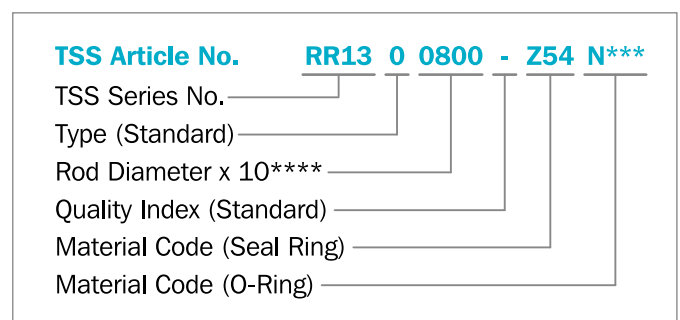 TSS Article No. RR13 0 0800 - Z54 N***
TSS Series No.
Type (Standard)
Rod Diameter x 10****
Quality Index (Standard)
Material Code (Seal Ring)
Material Code (O-Ring)